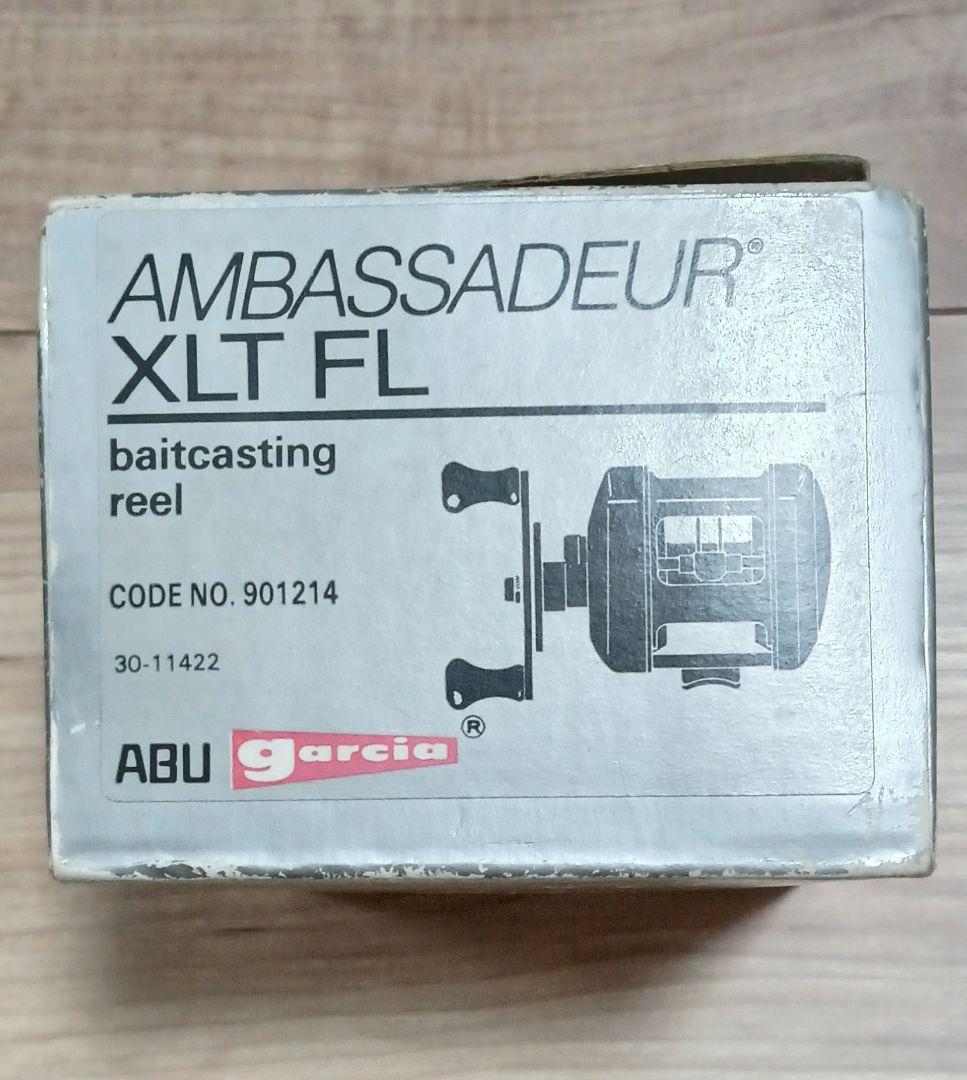 AMBASSADEUR®
XLT FL
baitcasting
reel
CODE NO. 901214
30-11422
ABU garcia ®